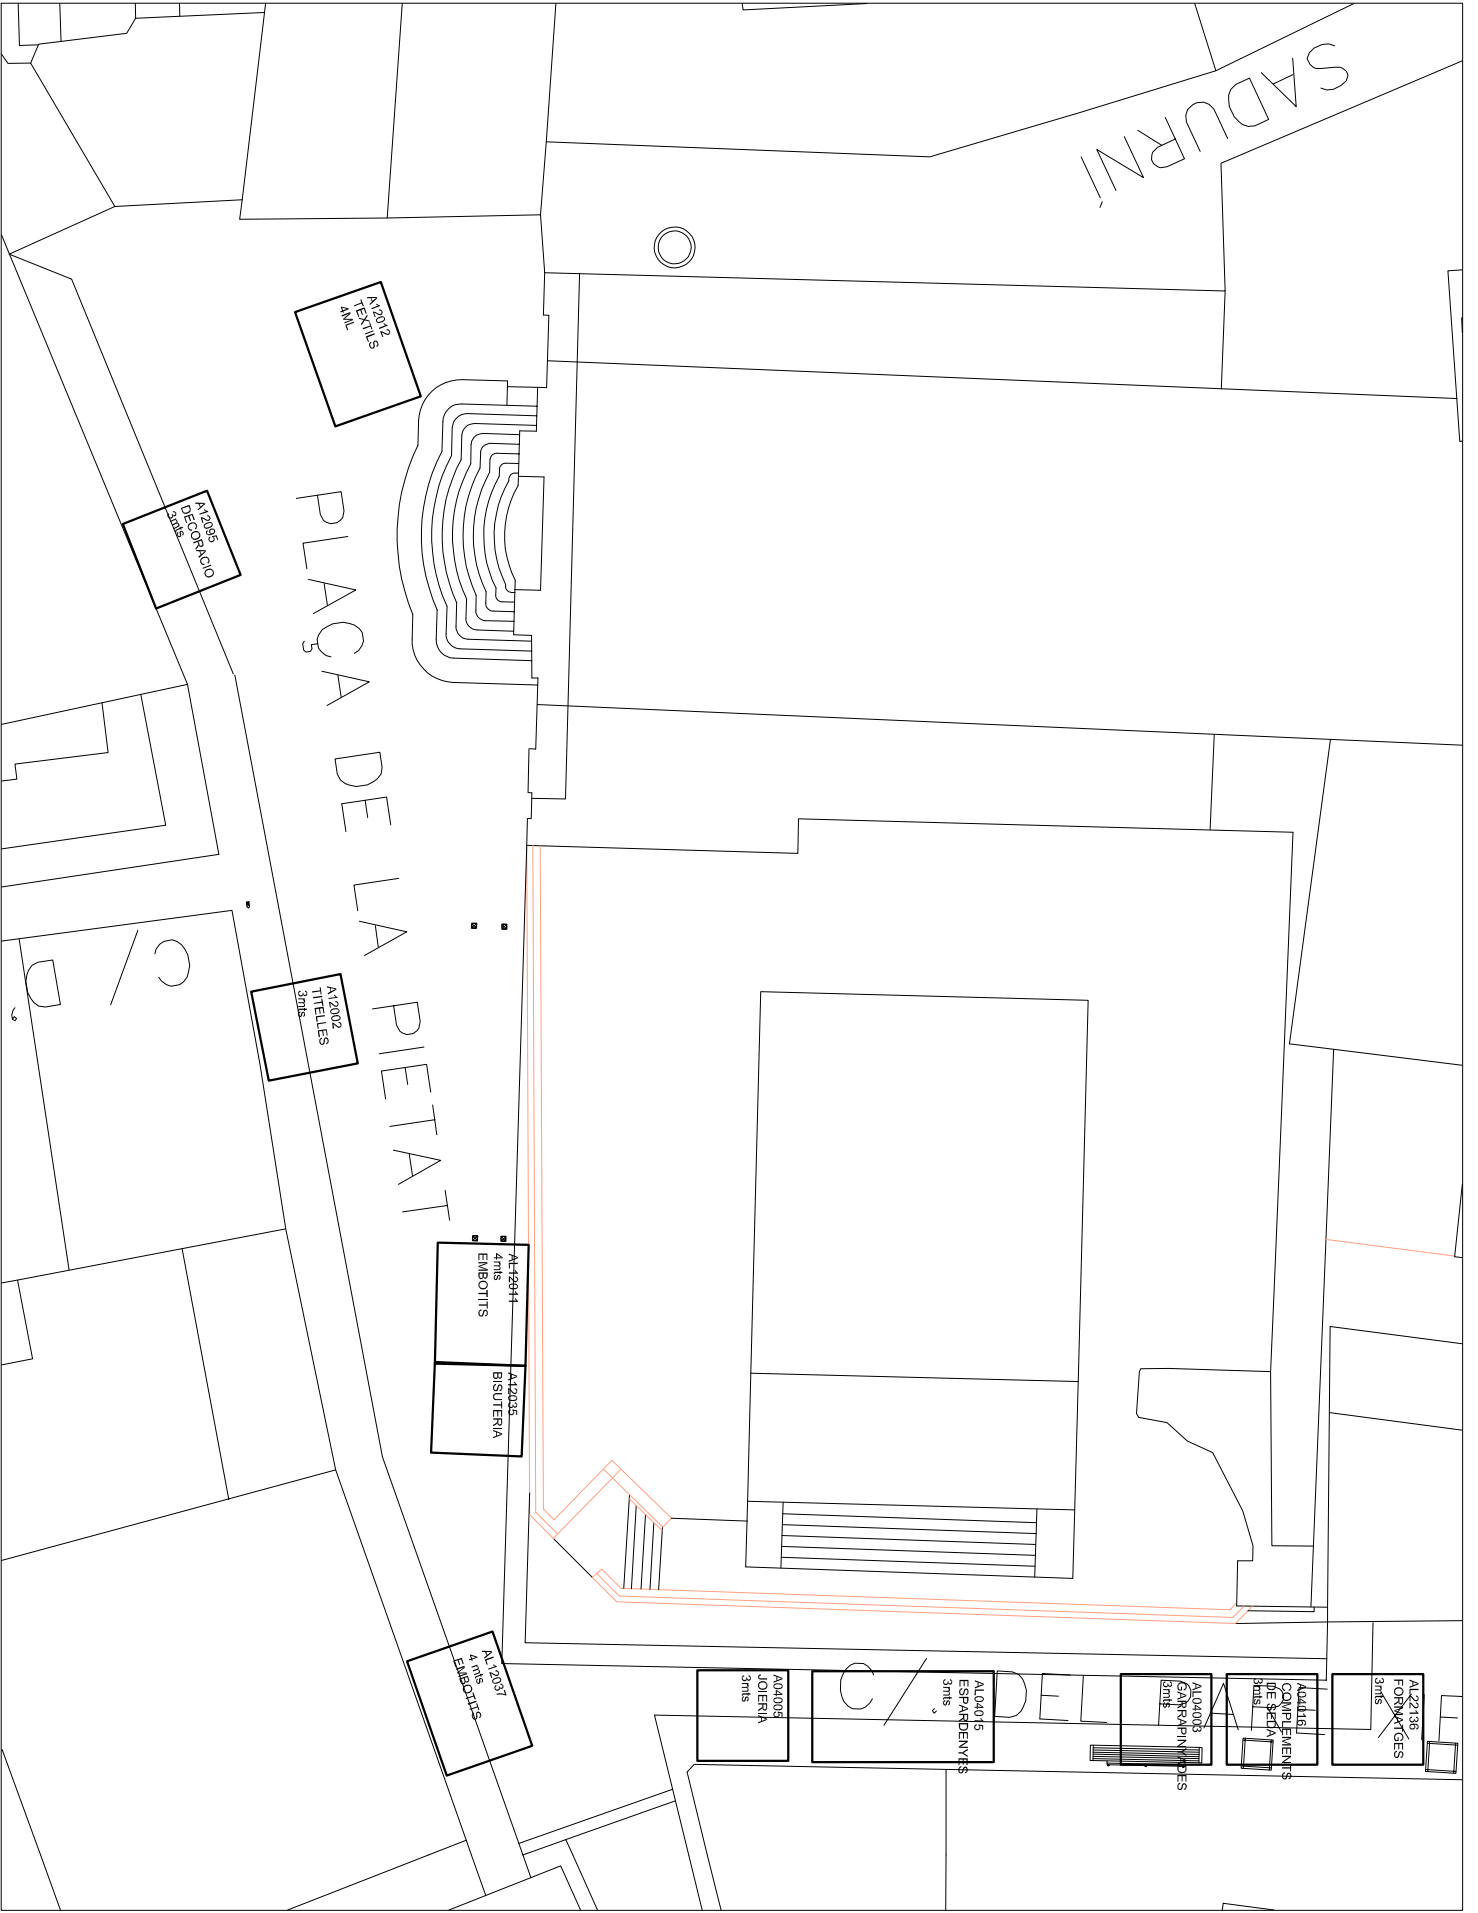 SADURNÍ
A12012
TEXTILS
4ML
A12095
DECORACIO
3mts
PLAÇA DE LA PIETAT
C/
D'
A12002
TITELLES
3mts
AL12011
4mts
EMBOTITS
A12035
BISUTERIA
AL12037
4 mts
EMBOTITS
A04005
JOIERIA
3mts
C/
AL04015
ESPARDENYES
3mts
AL04003
GARRAPINYADES
3mts
A04016
COMPLEMENTS
DE SEDA
3mts
AL22136
FORMATGES
3mts